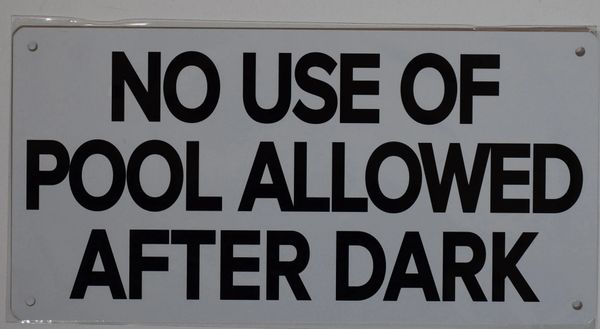 NO USE OF
POOL ALLOWED
AFTER DARK